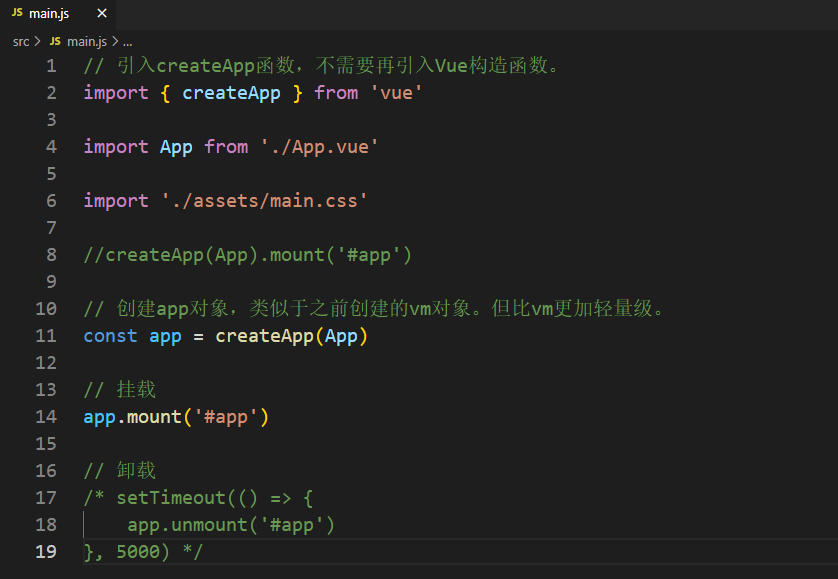 JS main.js ×
src > JS main.js > ...
1 // 引入createApp函数，不需要再引入Vue构造函数。
2 import { createApp } from 'vue'
3
4 import App from './App.vue'
5
6 import './assets/main.css'
7
8 //createApp(App).mount('#app')
9
10 // 创建app对象，类似于之前创建的vm对象。但比vm更加轻量级。
11 const app = createApp(App)
12
13 // 挂载
14 app.mount('#app')
15
16 // 卸载
17 /* setTimeout(() => {
18     app.unmount('#app')
19 }, 5000) */